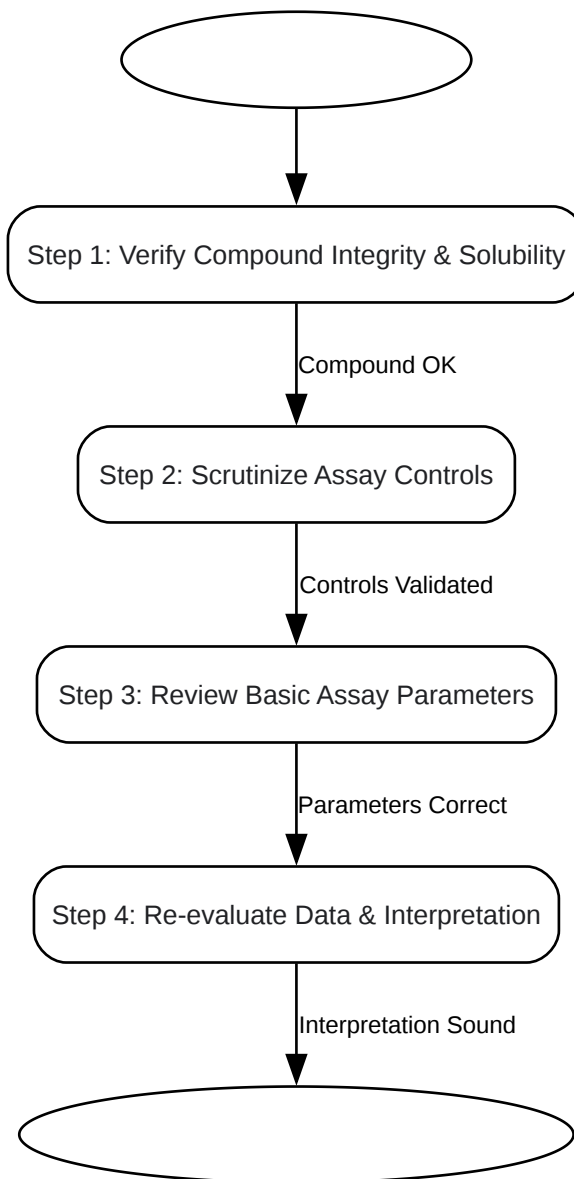 Step 1: Verify Compound Integrity & Solubility
Compound OK
Step 2: Scrutinize Assay Controls
Controls Validated
Step 3: Review Basic Assay Parameters
Parameters Correct
Step 4: Re-evaluate Data & Interpretation
Interpretation Sound